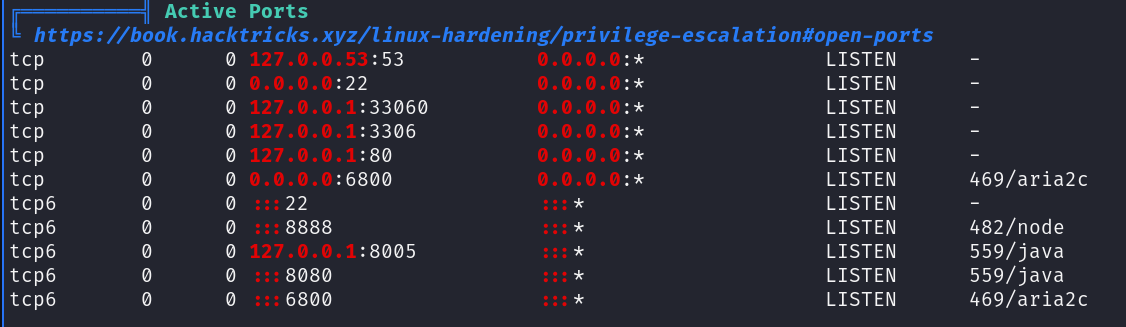 ╔══════════╣ Active Ports
╚ https://book.hacktricks.xyz/linux-hardening/privilege-escalation#open-ports
tcp        0      0 127.0.0.53:53           0.0.0.0:*               LISTEN      -
tcp        0      0 0.0.0.0:22              0.0.0.0:*               LISTEN      -
tcp        0      0 127.0.0.1:33060         0.0.0.0:*               LISTEN      -
tcp        0      0 127.0.0.1:3306          0.0.0.0:*               LISTEN      -
tcp        0      0 127.0.0.1:80            0.0.0.0:*               LISTEN      -
tcp        0      0 0.0.0.0:6800            0.0.0.0:*               LISTEN      469/aria2c
tcp6       0      0 :::22                   :::*                    LISTEN      -
tcp6       0      0 :::8888                 :::*                    LISTEN      482/node
tcp6       0      0 127.0.0.1:8005          :::*                    LISTEN      559/java
tcp6       0      0 :::8080                 :::*                    LISTEN      559/java
tcp6       0      0 :::6800                 :::*                    LISTEN      469/aria2c